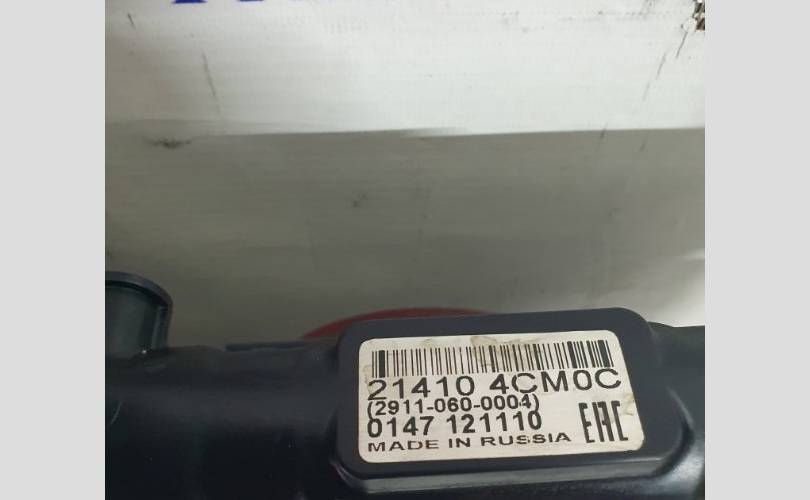 21410 4CM0C
(2911-060-0004)
0147 121110
MADE IN RUSSIA
EAC